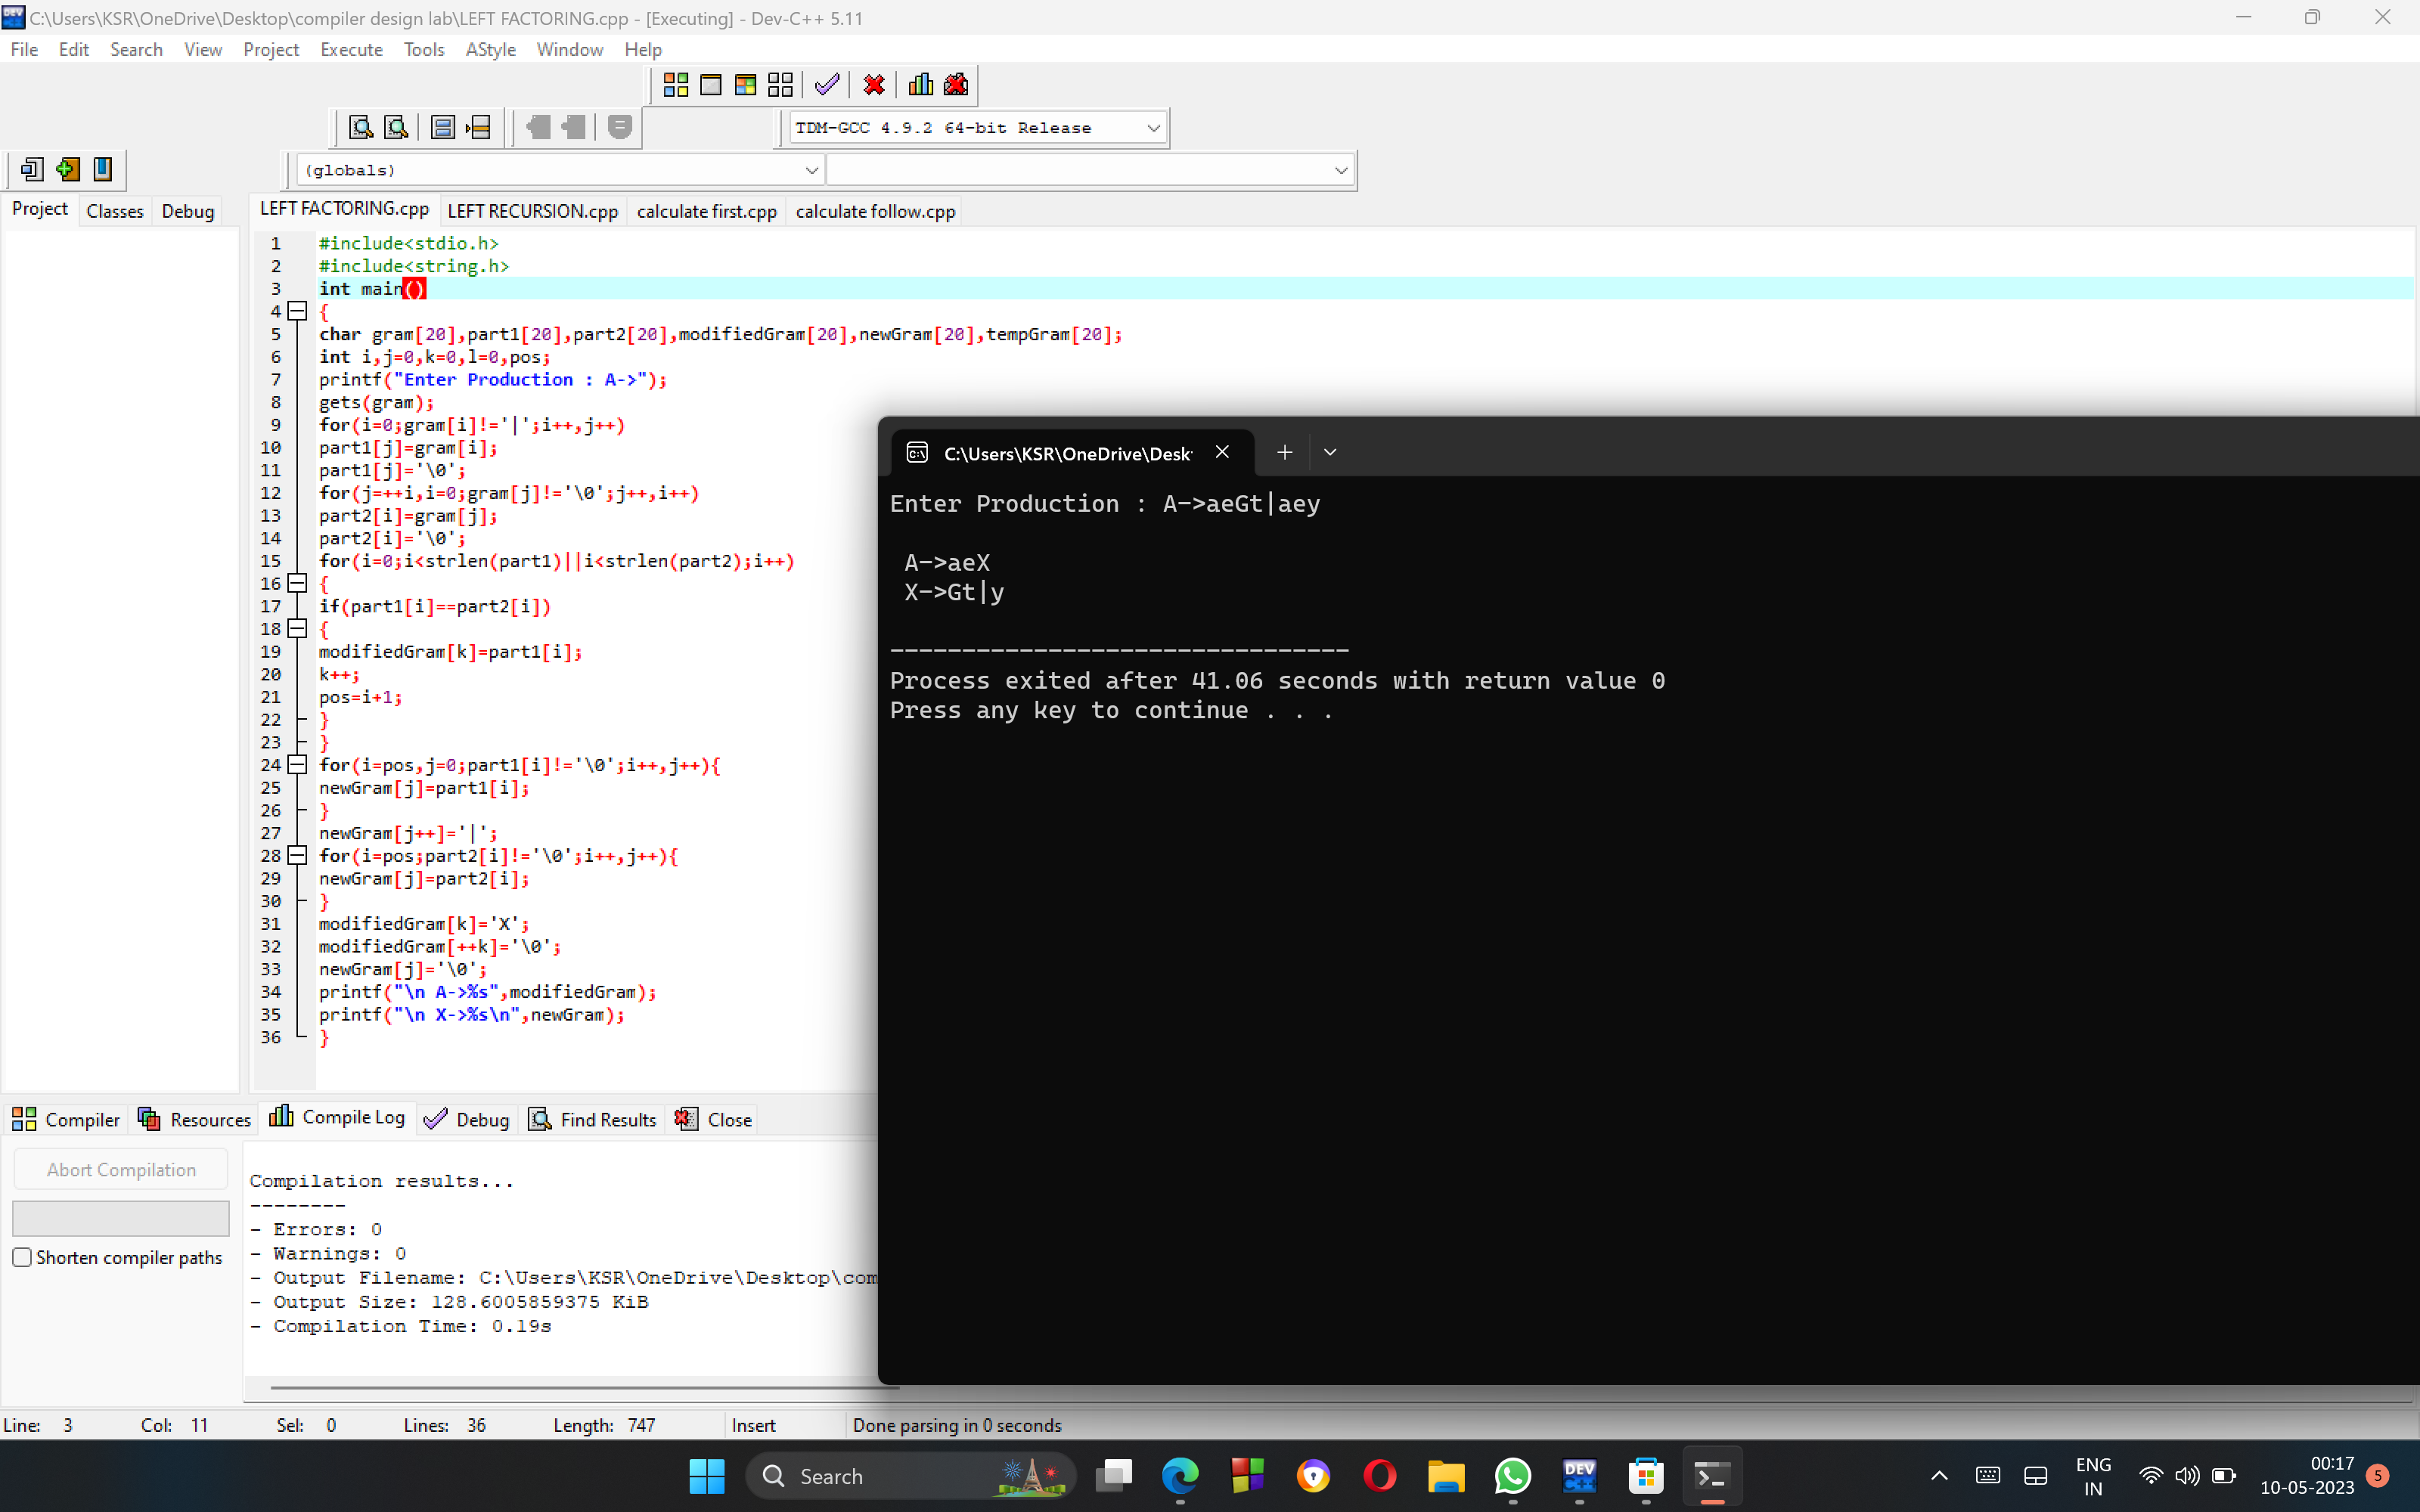 C:\Users\KSR\OneDrive\Desktop\compiler design lab\LEFT FACTORING.cpp - [Executing] - Dev-C++ 5.11
File Edit Search View Project Execute Tools AStyle Window Help
TDM-GCC 4.9.2 64-bit Release
(globals)
Project Classes Debug
LEFT FACTORING.cpp LEFT RECURSION.cpp calculate first.cpp calculate follow.cpp
1 #include<stdio.h>
2 #include<string.h>
3 int main()
4 {
5 char gram[20],part1[20],part2[20],modifiedGram[20],newGram[20],tempGram[20];
6 int i,j=0,k=0,l=0,pos;
7 printf("Enter Production : A->");
8 gets(gram);
9 for(i=0;gram[i]!='|';i++,j++)
10 part1[j]=gram[i];
11 part1[j]='\0';
12 for(j=++i,i=0;gram[j]!='\0';j++,i++)
13 part2[i]=gram[j];
14 part2[i]='\0';
15 for(i=0;i<strlen(part1)||i<strlen(part2);i++)
16 {
17 if(part1[i]==part2[i])
18 {
19 modifiedGram[k]=part1[i];
20 k++;
21 pos=i+1;
22 }
23 }
24 for(i=pos,j=0;part1[i]!='\0';i++,j++){
25 newGram[j]=part1[i];
26 }
27 newGram[j++]='|';
28 for(i=pos;part2[i]!='\0';i++,j++){
29 newGram[j]=part2[i];
30 }
31 modifiedGram[k]='X';
32 modifiedGram[++k]='\0';
33 newGram[j]='\0';
34 printf("\n A->%s",modifiedGram);
35 printf("\n X->%s\n",newGram);
36 }
C:\Users\KSR\OneDrive\Desk
Enter Production : A->aeGt|aey
A->aeX
X->Gt|y
--------------------------------
Process exited after 41.06 seconds with return value 0
Press any key to continue . . .
Compiler Resources Compile Log Debug Find Results Close
Abort Compilation
Shorten compiler paths
Compilation results...
--------
- Errors: 0
- Warnings: 0
- Output Filename: C:\Users\KSR\OneDrive\Desktop\com
- Output Size: 128.6005859375 KiB
- Compilation Time: 0.19s
Line: 3 Col: 11 Sel: 0 Lines: 36 Length: 747 Insert Done parsing in 0 seconds
Search
DEV C++
ENG
IN
00:17
10-05-2023
5